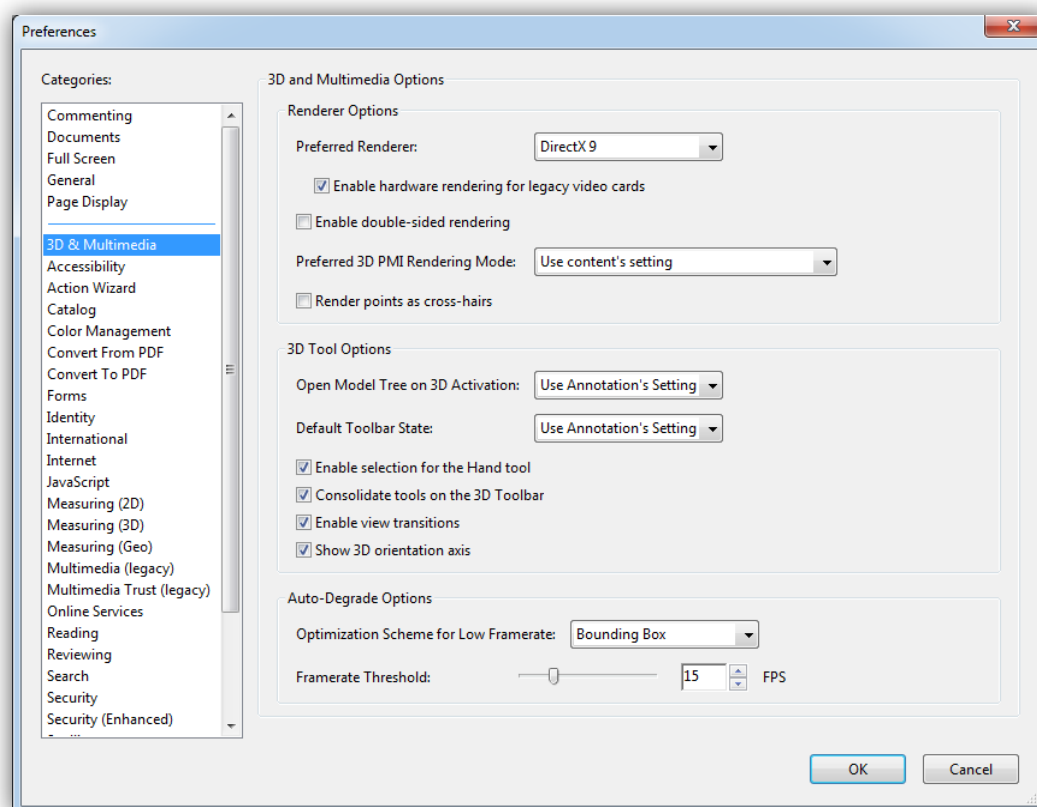 Preferences
Categories:
Commenting
Documents
Full Screen
General
Page Display
3D & Multimedia
Accessibility
Action Wizard
Catalog
Color Management
Convert From PDF
Convert To PDF
Forms
Identity
International
Internet
JavaScript
Measuring (2D)
Measuring (3D)
Measuring (Geo)
Multimedia (legacy)
Multimedia Trust (legacy)
Online Services
Reading
Reviewing
Search
Security
Security (Enhanced)
3D and Multimedia Options
Renderer Options
Preferred Renderer: DirectX 9
Enable hardware rendering for legacy video cards
Enable double-sided rendering
Preferred 3D PMI Rendering Mode: Use content's setting
Render points as cross-hairs
3D Tool Options
Open Model Tree on 3D Activation: Use Annotation's Setting
Default Toolbar State: Use Annotation's Setting
Enable selection for the Hand tool
Consolidate tools on the 3D Toolbar
Enable view transitions
Show 3D orientation axis
Auto-Degrade Options
Optimization Scheme for Low Framerate: Bounding Box
Framerate Threshold: 15 FPS
OK Cancel